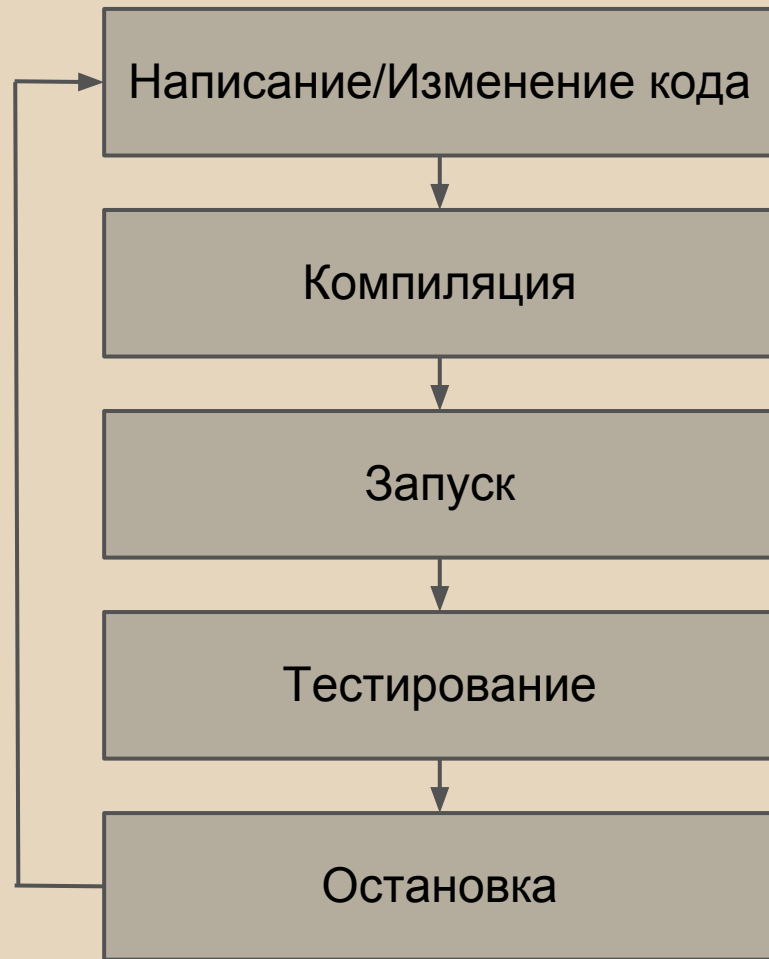 Написание/Изменение кода
Компиляция
Запуск
Тестирование
Остановка